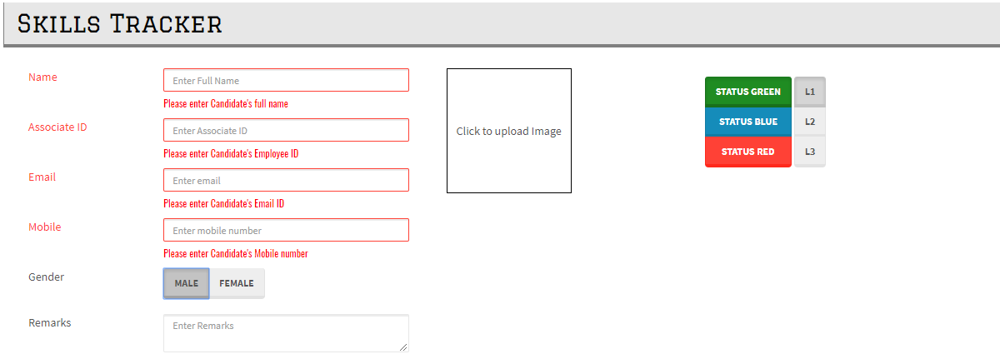 Skills Tracker
Name
Enter Full Name
Please enter Candidate's full name
Associate ID
Enter Associate ID
Please enter Candidate's Employee ID
Email
Enter email
Please enter Candidate's Email ID
Mobile
Enter mobile number
Please enter Candidate's Mobile number
Gender
MALE FEMALE
Remarks
Enter Remarks
Click to upload Image
STATUS GREEN L1
STATUS BLUE L2
STATUS RED L3